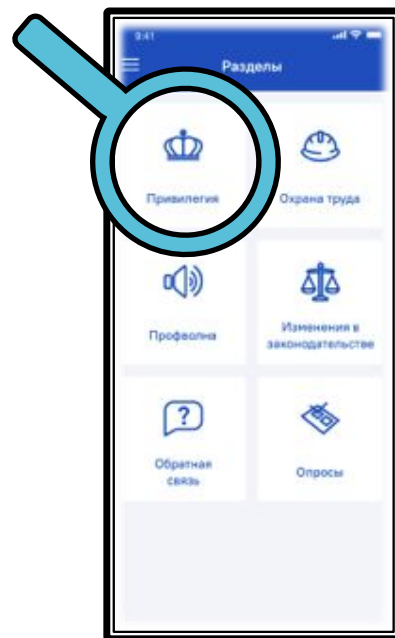 9:41
Разделы
Привилегия
Охрана труда
Профволна
Изменения в
законодательстве
?
Обратная
связь
Опросы